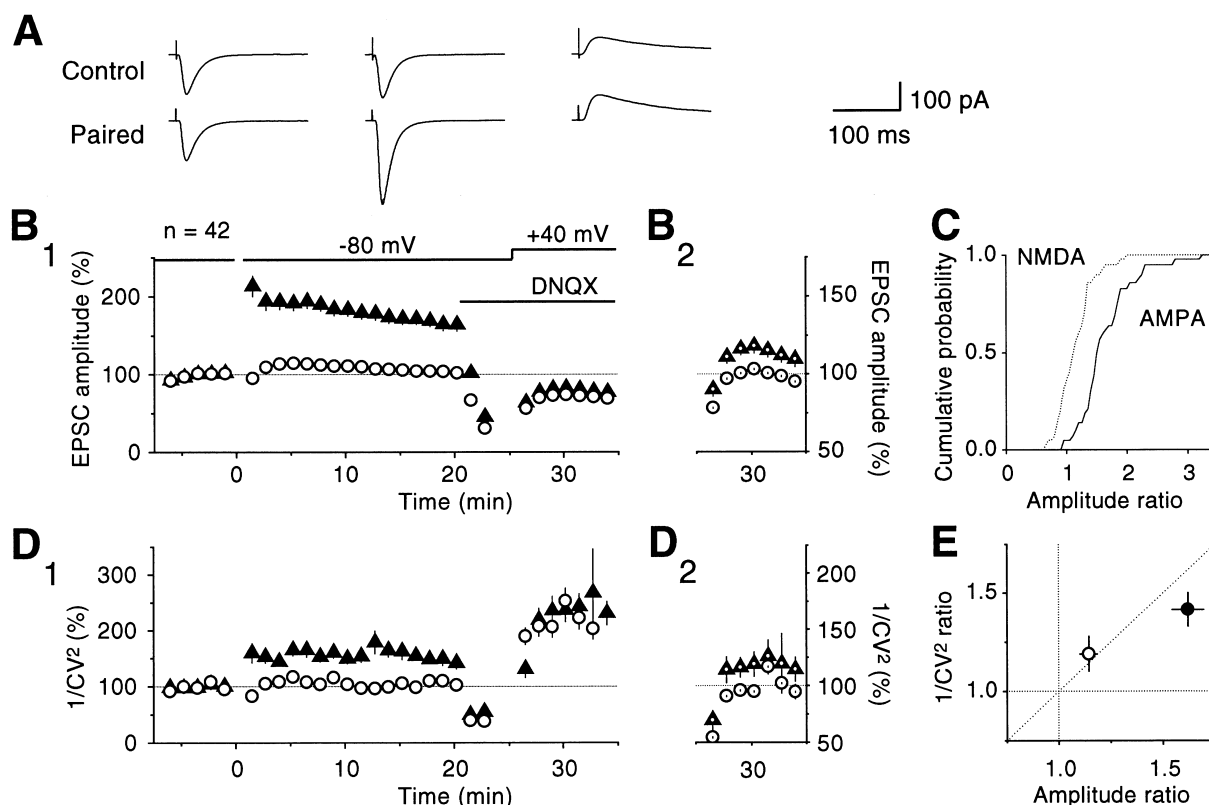 A
Control
Paired
100 pA
100 ms
B 1
n = 42
-80 mV
+40 mV
DNQX
EPSC amplitude (%)
200
100
0
0 10 20 30
Time (min)
B 2
EPSC amplitude (%)
150
100
50
30
C
NMDA
AMPA
Cumulative probability
1.0
0.5
0.0
0 1 2 3
Amplitude ratio
D 1
1/CV² (%)
300
200
100
0
0 10 20 30
Time (min)
D 2
1/CV² (%)
200
150
100
50
30
E
1/CV² ratio
1.5
1.0
1.0 1.5
Amplitude ratio